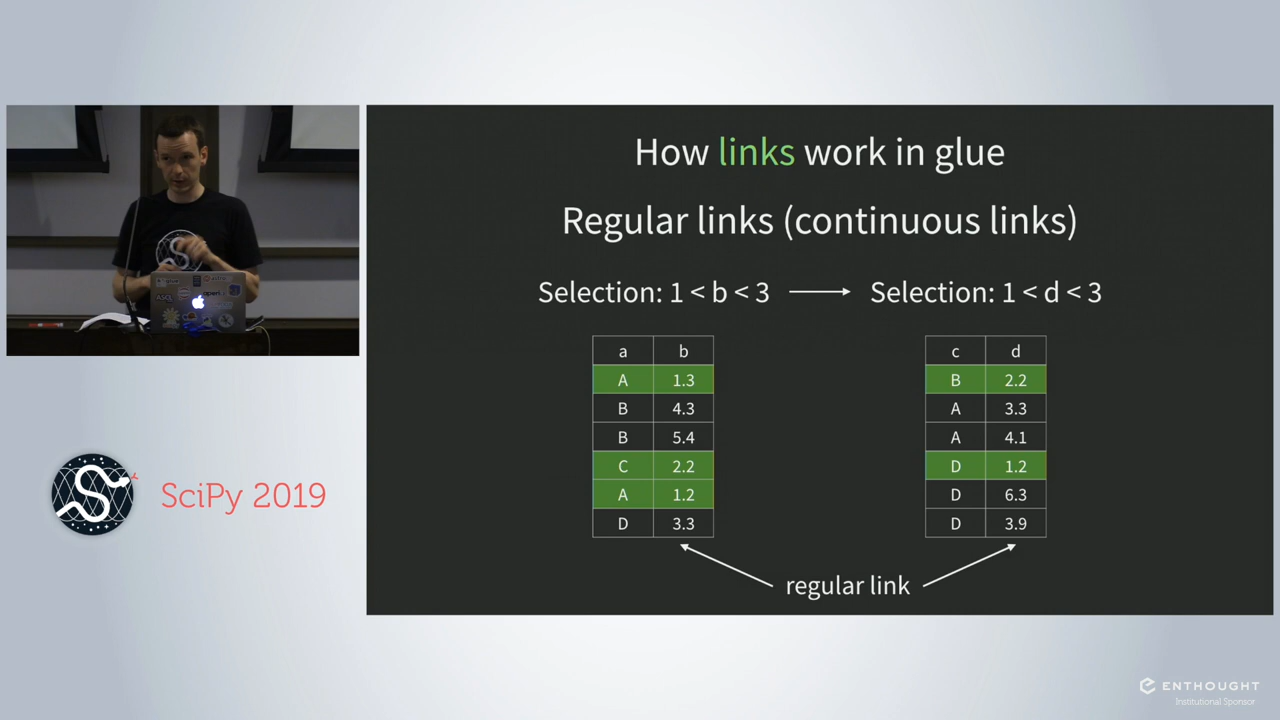 How links work in glue
Regular links (continuous links)
Selection: 1 < b < 3 → Selection: 1 < d < 3
a b
A 1.3
B 4.3
B 5.4
C 2.2
A 1.2
D 3.3
c d
B 2.2
A 3.3
A 4.1
D 1.2
D 6.3
D 3.9
regular link
SciPy 2019
ENTHOUGHT
Institutional Sponsor